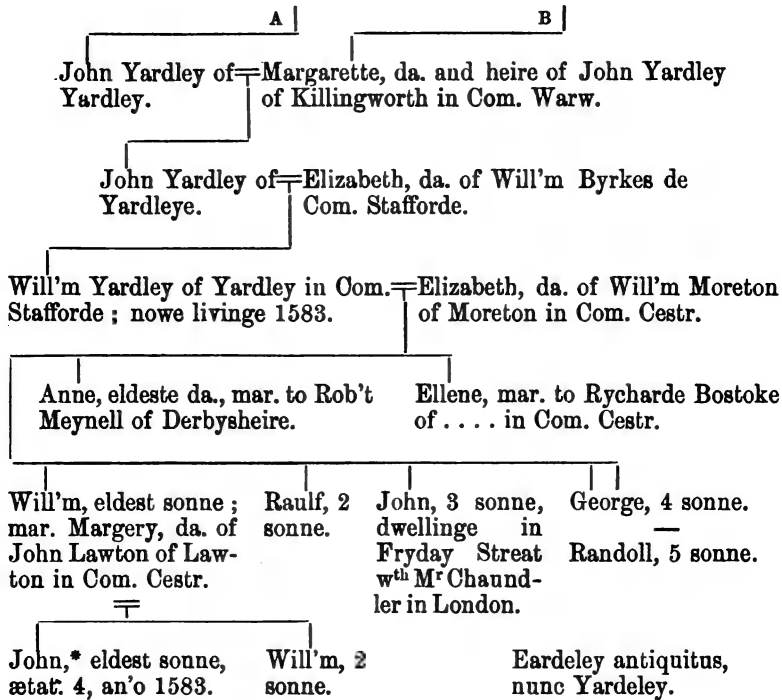 A B
John Yardley of Margarette, da. and heire of John Yardley
Yardley. of Killingworth in Com. Warw.
John Yardley of Elizabeth, da. of Will'm Byrkes de
Yardleye. Com. Stafforde.
Will'm Yardley of Yardley in Com. Elizabeth, da. of Will'm Moreton
Stafforde ; nowe livinge 1583. of Moreton in Com. Cestr.
Anne, eldeste da., mar. to Rob't
Meynell of Derbysheire.
Ellene, mar. to Rycharde Bostoke
of . . . . in Com. Cestr.
Will'm, eldest sonne ;
mar. Margery, da. of
John Lawton of Law-
ton in Com. Cestr.
Raulf, 2
sonne.
John, 3 sonne,
dwellinge in
Fryday Streat
wth Mr Chaund-
ler in London.
George, 4 sonne.
—
Randoll, 5 sonne.
John,* eldest sonne,
ætat. 4, an'o 1583.
Will'm, 2
sonne.
Eardeley antiquitus,
nunc Yardeley.